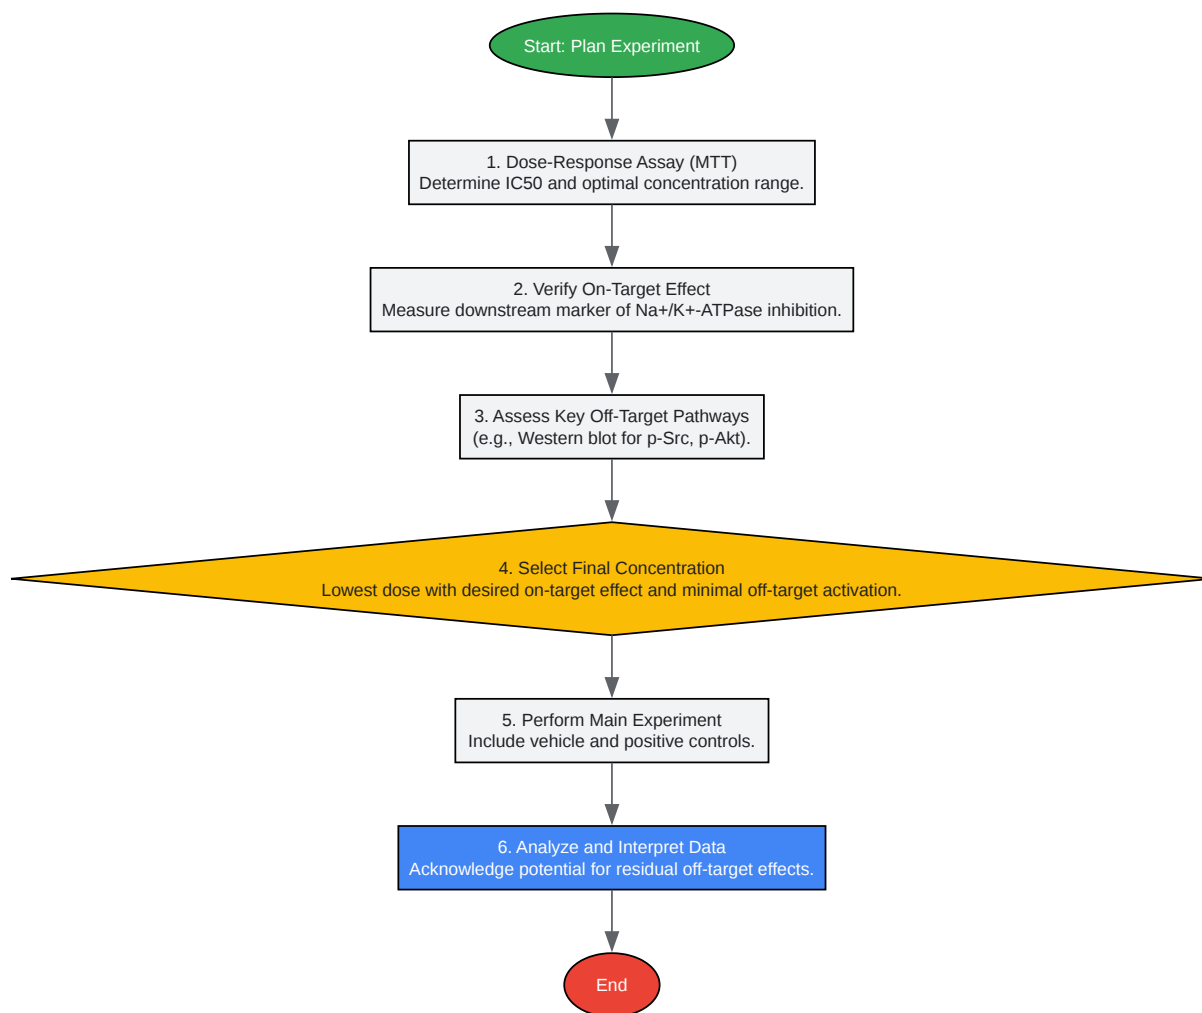 Start: Plan Experiment
1. Dose-Response Assay (MTT)
Determine IC50 and optimal concentration range.
2. Verify On-Target Effect
Measure downstream marker of Na+/K+-ATPase inhibition.
3. Assess Key Off-Target Pathways
(e.g., Western blot for p-Src, p-Akt).
4. Select Final Concentration
Lowest dose with desired on-target effect and minimal off-target activation.
5. Perform Main Experiment
Include vehicle and positive controls.
6. Analyze and Interpret Data
Acknowledge potential for residual off-target effects.
End